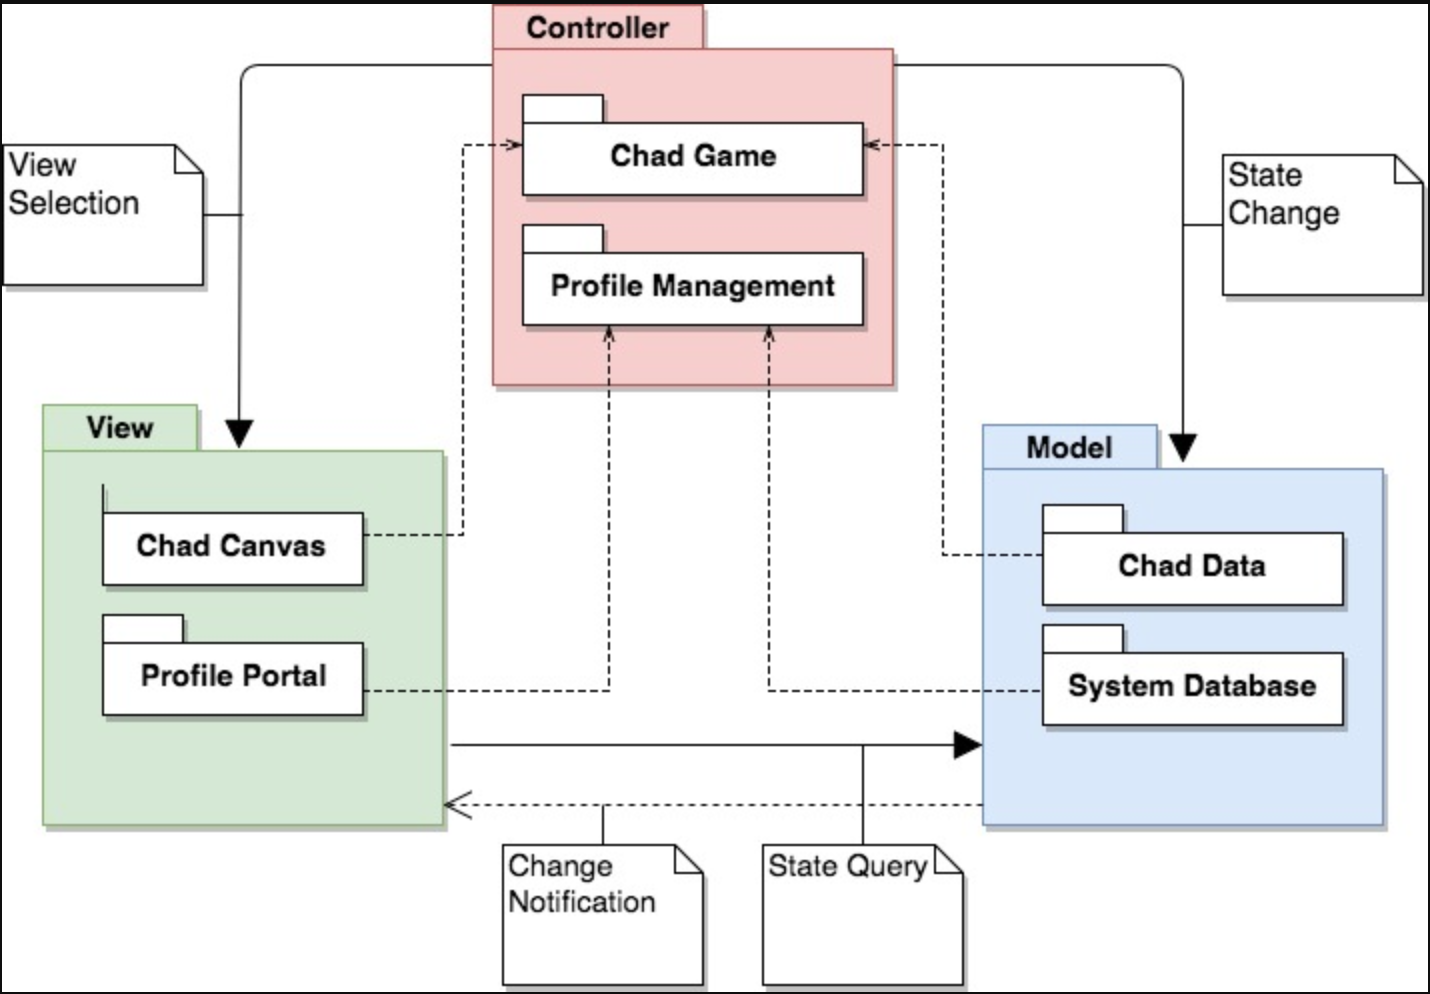 Controller
Chad Game
Profile Management
View
Selection
State
Change
View
Chad Canvas
Profile Portal
Model
Chad Data
System Database
Change
Notification
State Query